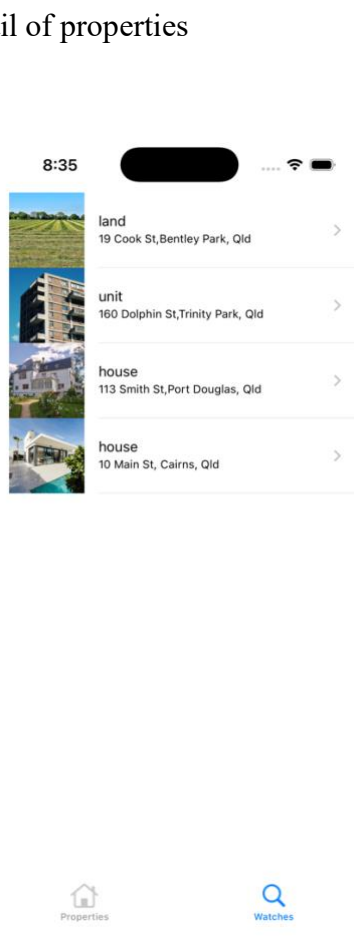 il of properties
8:35
land
19 Cook St,Bentley Park, Qld
unit
160 Dolphin St,Trinity Park, Qld
house
113 Smith St,Port Douglas, Qld
house
10 Main St, Cairns, Qld
Properties
Watches